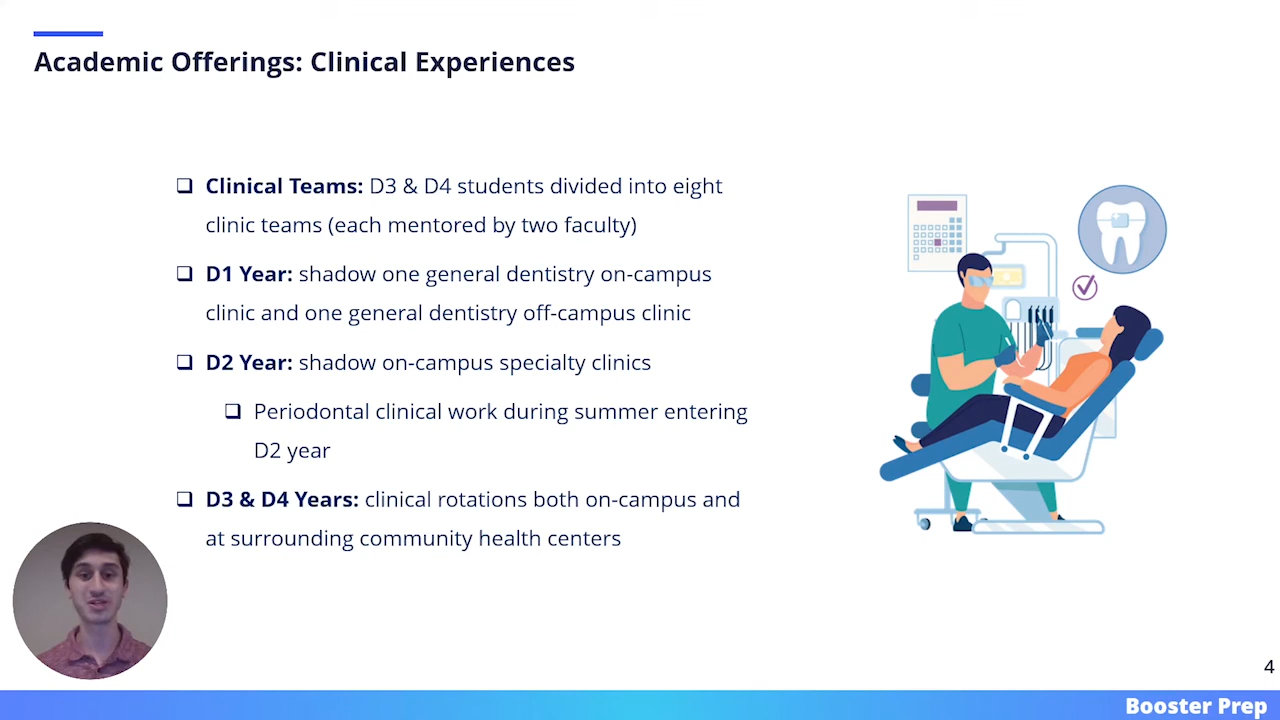 Academic Offerings: Clinical Experiences
❑ Clinical Teams: D3 & D4 students divided into eight
clinic teams (each mentored by two faculty)
❑ D1 Year: shadow one general dentistry on-campus
clinic and one general dentistry off-campus clinic
❑ D2 Year: shadow on-campus specialty clinics
❑ Periodontal clinical work during summer entering
D2 year
❑ D3 & D4 Years: clinical rotations both on-campus and
at surrounding community health centers
4
Booster Prep